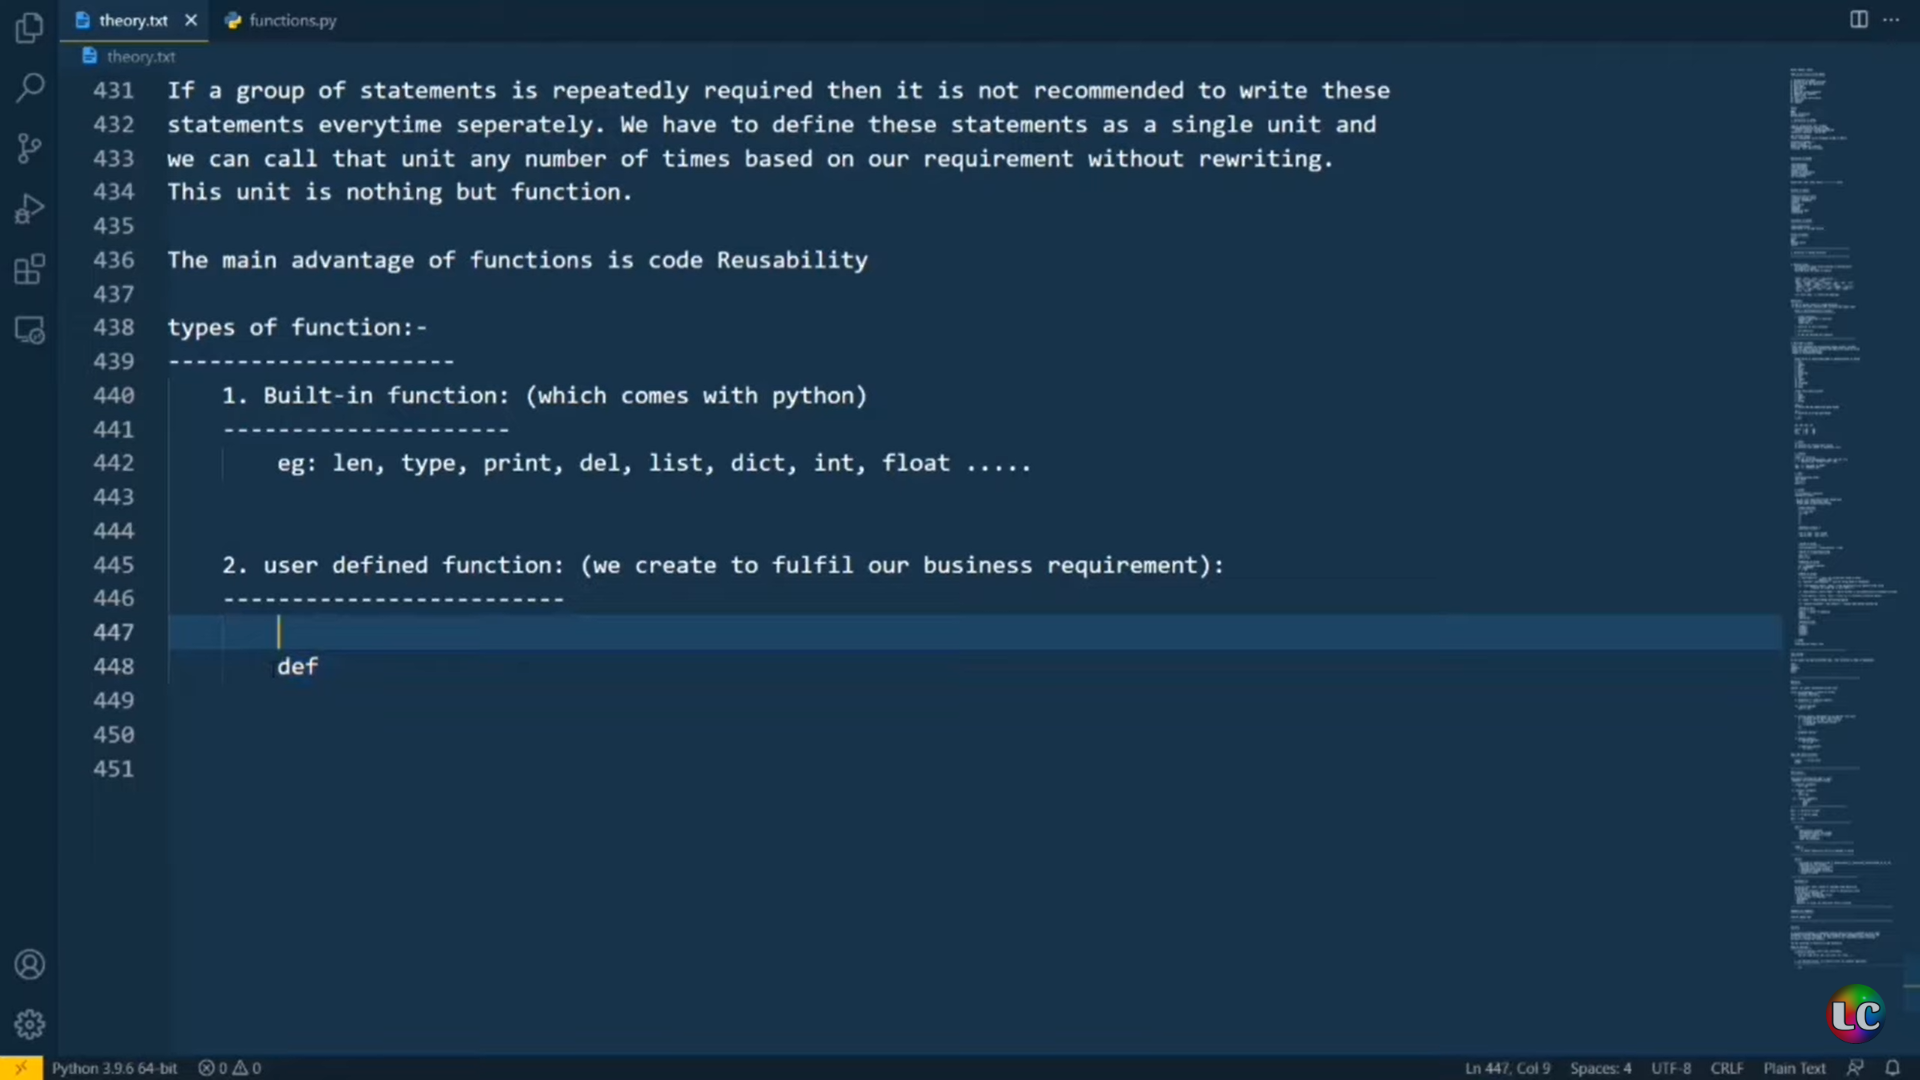 theory.txt
functions.py
theory.txt
431 If a group of statements is repeatedly required then it is not recommended to write these
432 statements everytime seperately. We have to define these statements as a single unit and
433 we can call that unit any number of times based on our requirement without rewriting.
434 This unit is nothing but function.
435
436 The main advantage of functions is code Reusability
437
438 types of function:-
439 ---------------------
440 1. Built-in function: (which comes with python)
441 ---------------------
442 eg: len, type, print, del, list, dict, int, float .....
443
444
445 2. user defined function: (we create to fulfil our business requirement):
446 -------------------------
447
448 def
449
450
451
LC
Python 3.9.6 64-bit 0 0 Ln 447, Col 9 Spaces: 4 UTF-8 CRLF Plain Text